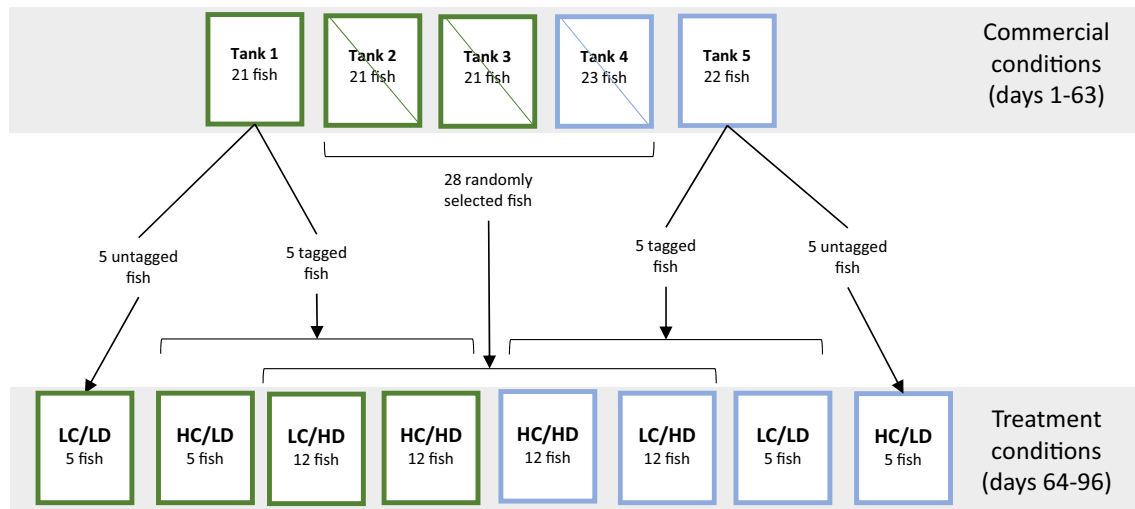 Tank 1
21 fish
Tank 2
21 fish
Tank 3
21 fish
Tank 4
23 fish
Tank 5
22 fish
Commercial
conditions
(days 1-63)
28 randomly
selected fish
5 untagged
fish
5 tagged
fish
5 tagged
fish
5 untagged
fish
LC/LD
5 fish
HC/LD
5 fish
LC/HD
12 fish
HC/HD
12 fish
HC/HD
12 fish
LC/HD
12 fish
LC/LD
5 fish
HC/LD
5 fish
Treatment
conditions
(days 64-96)